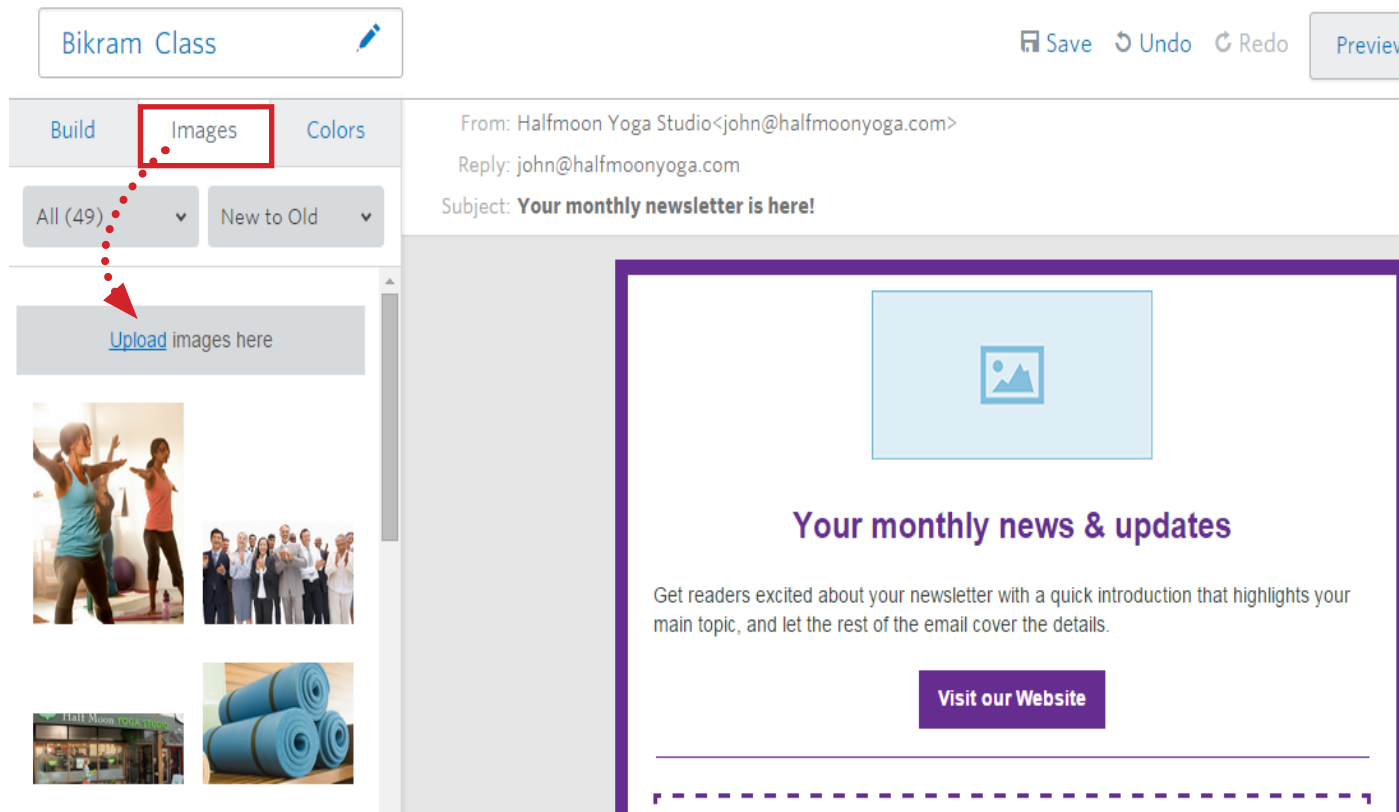 Bikram Class
Save Undo Redo Preview
Build Images Colors
From: Halfmoon Yoga Studio<john@halfmoonyoga.com>
Reply: john@halfmoonyoga.com
All (49) New to Old
Subject: Your monthly newsletter is here!
Upload images here
Your monthly news & updates
Get readers excited about your newsletter with a quick introduction that highlights your
main topic, and let the rest of the email cover the details.
Visit our Website
Half Moon YOGA STUDIO